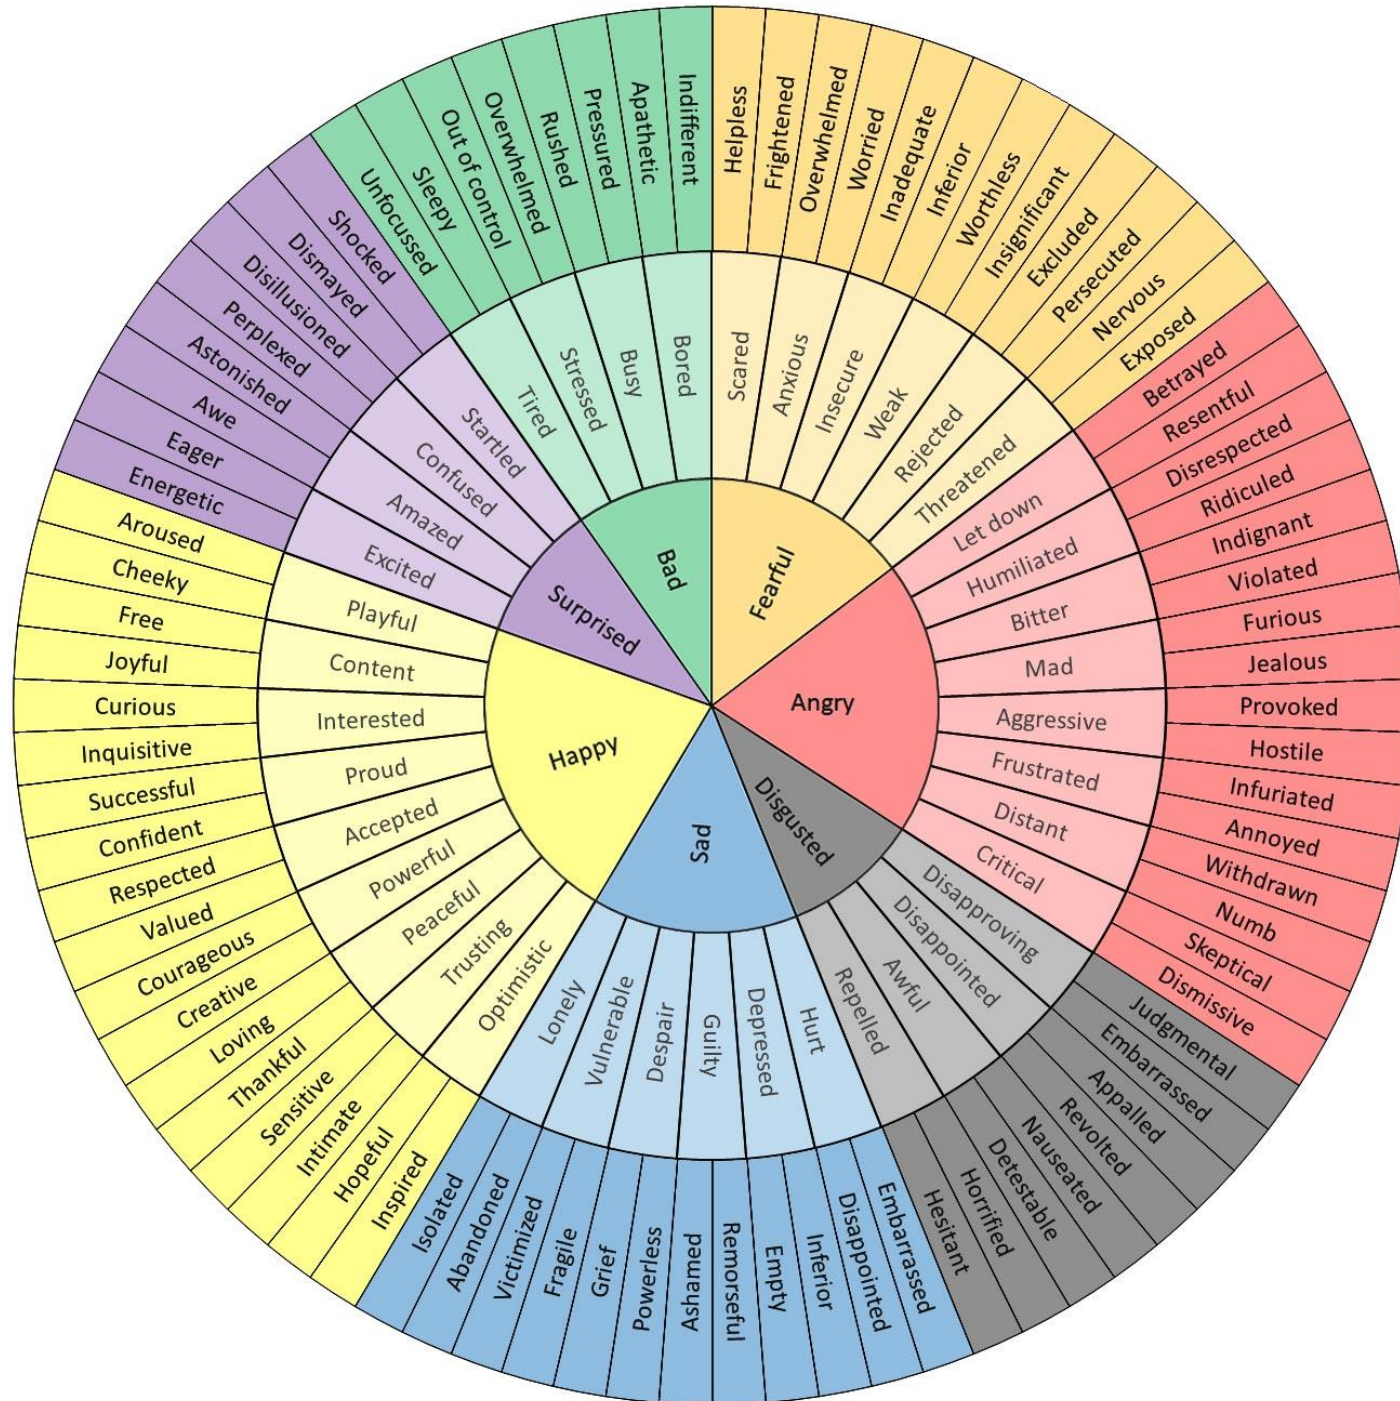 Fearful
Angry
Disgusted
Sad
Happy
Surprised
Bad
Scared
Anxious
Insecure
Weak
Rejected
Threatened
Let down
Humiliated
Bitter
Mad
Aggressive
Frustrated
Distant
Critical
Disapproving
Disappointed
Awful
Repelled
Hurt
Depressed
Guilty
Despair
Vulnerable
Lonely
Optimistic
Trusting
Peaceful
Powerful
Accepted
Proud
Interested
Content
Playful
Excited
Amazed
Confused
Startled
Tired
Stressed
Busy
Bored
Helpless
Frightened
Overwhelmed
Worried
Inadequate
Inferior
Worthless
Insignificant
Excluded
Persecuted
Nervous
Exposed
Betrayed
Resentful
Disrespected
Ridiculed
Indignant
Violated
Furious
Jealous
Provoked
Hostile
Infuriated
Annoyed
Withdrawn
Numb
Skeptical
Dismissive
Judgmental
Embarrassed
Appalled
Revolted
Nauseated
Detestable
Horrified
Hesitant
Embarrassed
Disappointed
Inferior
Empty
Remorseful
Ashamed
Powerless
Grief
Fragile
Victimized
Abandoned
Isolated
Inspired
Hopeful
Intimate
Sensitive
Thankful
Loving
Creative
Courageous
Valued
Respected
Confident
Successful
Inquisitive
Curious
Joyful
Free
Cheeky
Aroused
Energetic
Eager
Awe
Astonished
Perplexed
Disillusioned
Dismayed
Shocked
Unfocussed
Sleepy
Out of control
Overwhelmed
Rushed
Pressured
Apathetic
Indifferent